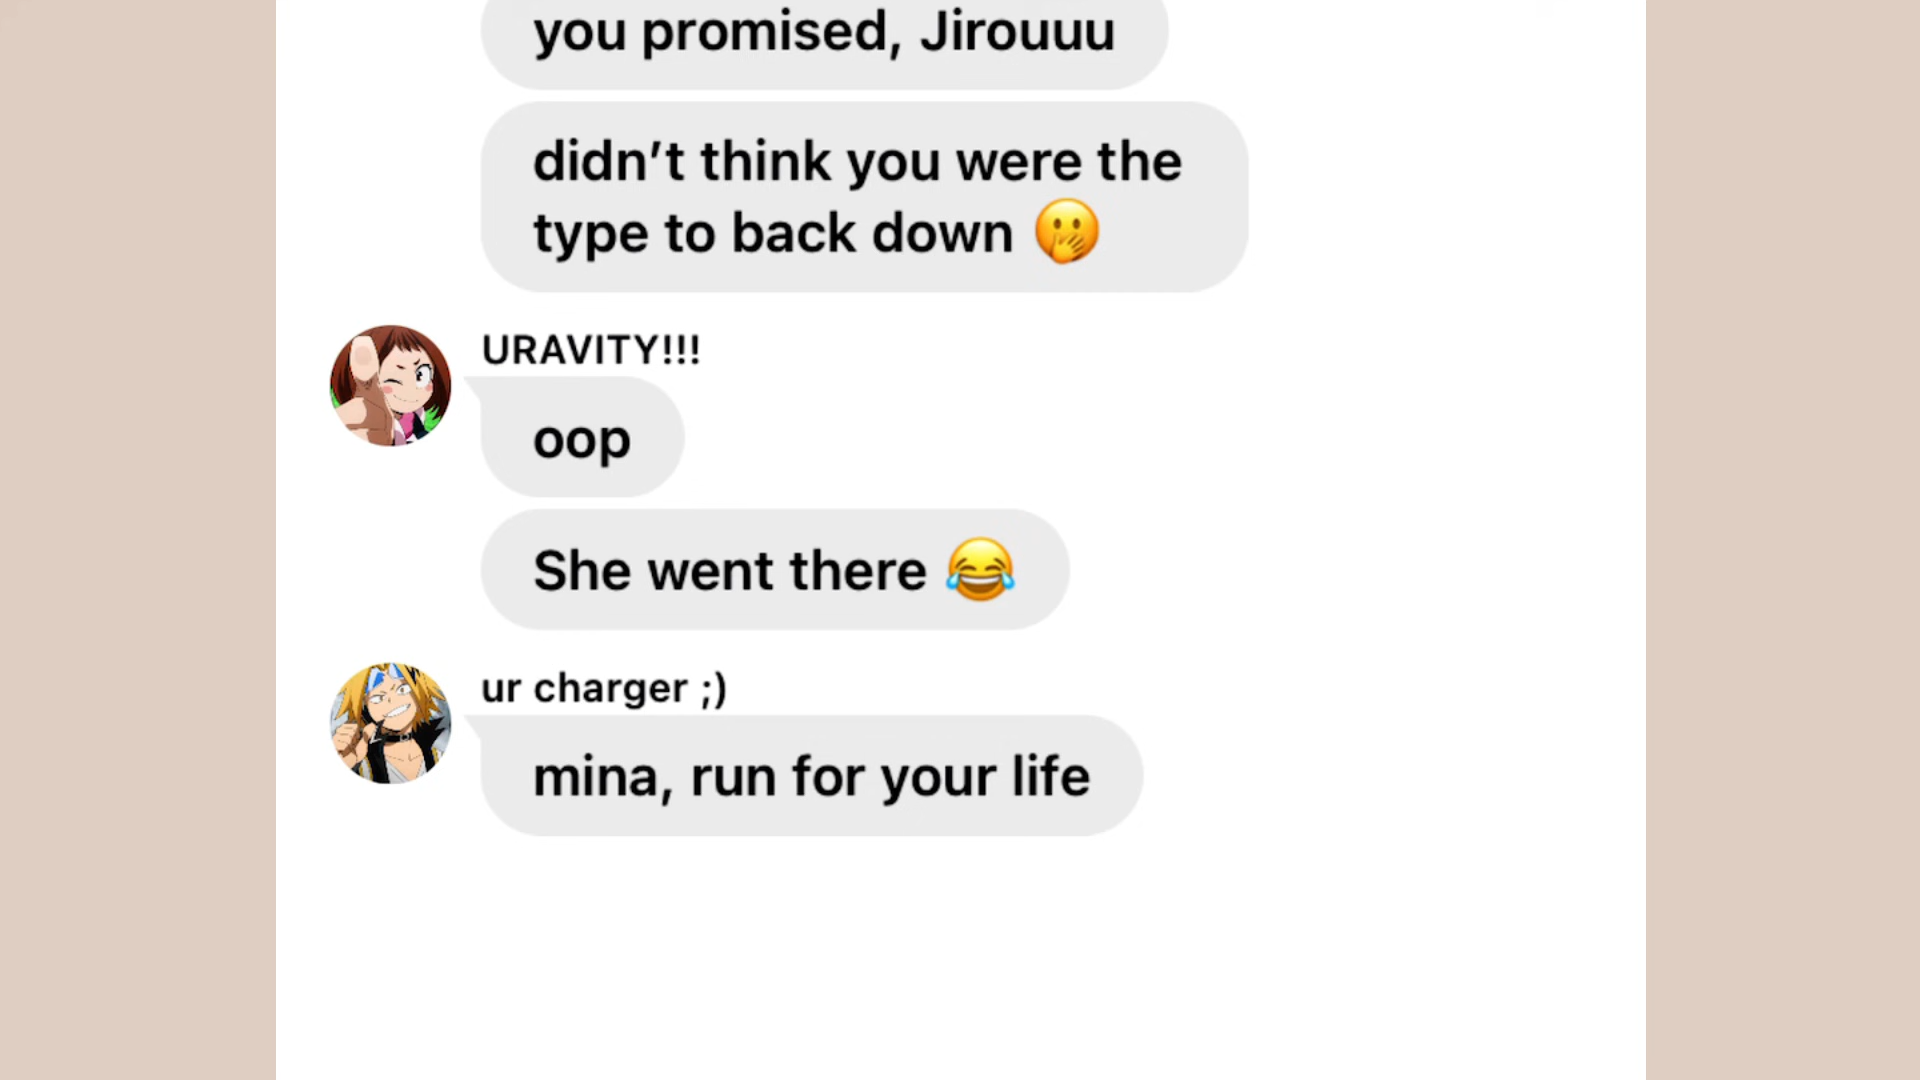 you promised, Jirouuu
didn’t think you were the
type to back down 🤭
URAVITY!!!
oop
She went there 😂
ur charger ;)
mina, run for your life